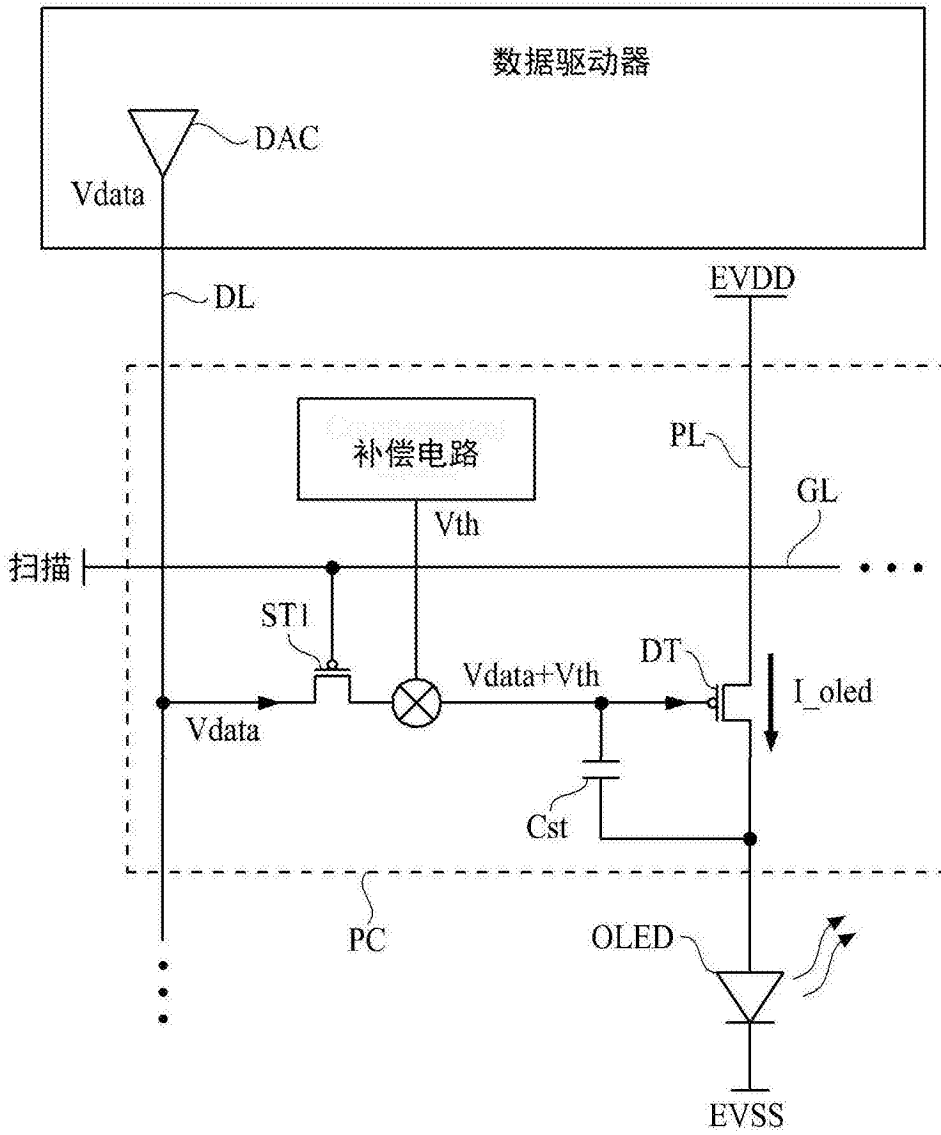 数据驱动器
DAC
Vdata
DL
EVDD
补偿电路
PL
Vth
GL
扫描
ST1
DT
Vdata+Vth
I_oled
Vdata
Cst
PC
OLED
EVSS